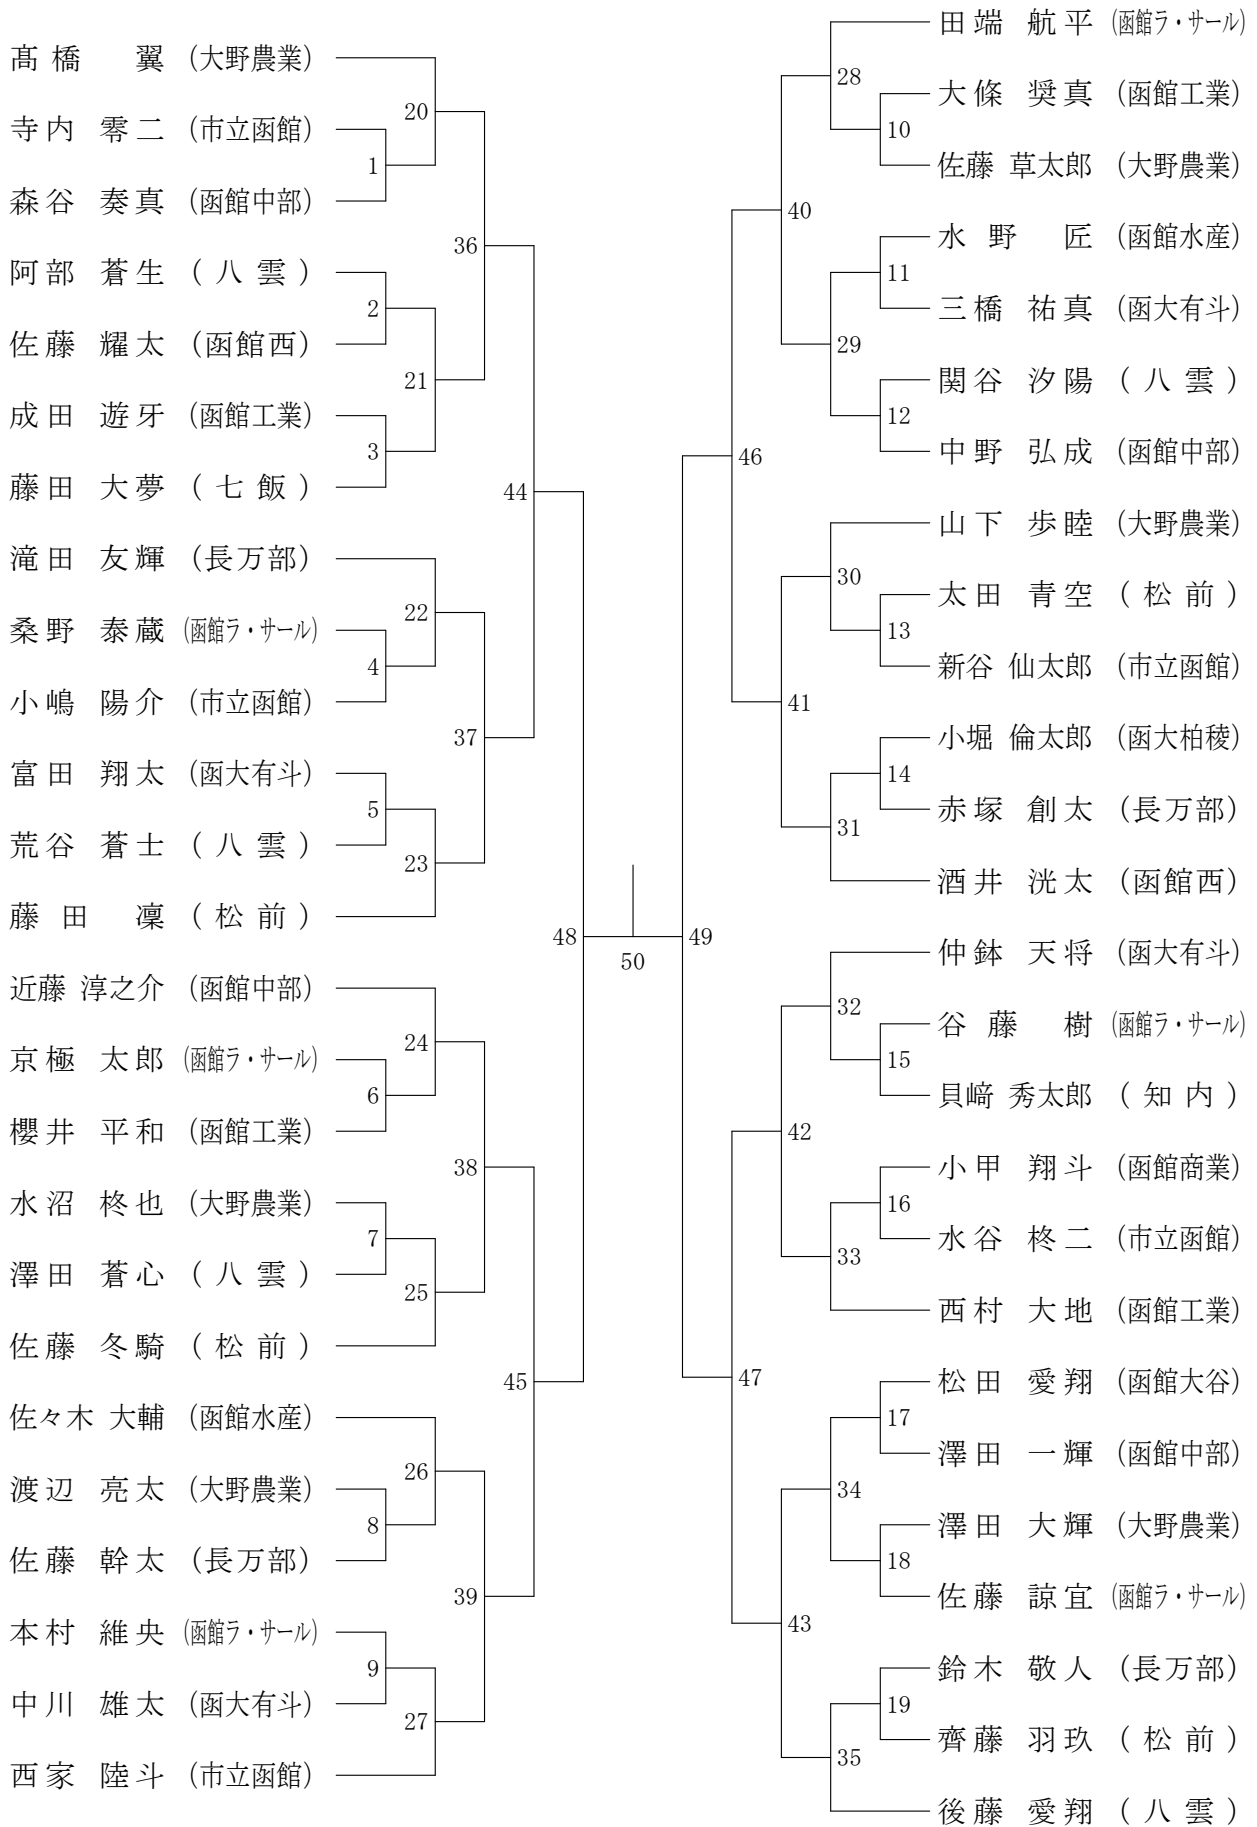 髙橋 翼 (大野農業)
寺内 零二 (市立函館)
森谷 奏真 (函館中部)
阿部 蒼生 (八雲)
佐藤 耀太 (函館西)
成田 遊牙 (函館工業)
藤田 大夢 (七飯)
滝田 友輝 (長万部)
桑野 泰蔵 (函館ラ・サール)
小嶋 陽介 (市立函館)
富田 翔太 (函大有斗)
荒谷 蒼士 (八雲)
藤田 凜 (松前)
近藤 淳之介 (函館中部)
京極 太郎 (函館ラ・サール)
櫻井 平和 (函館工業)
水沼 柊也 (大野農業)
澤田 蒼心 (八雲)
佐藤 冬騎 (松前)
佐々木 大輔 (函館水産)
渡辺 亮太 (大野農業)
佐藤 幹太 (長万部)
本村 維央 (函館ラ・サール)
中川 雄太 (函大有斗)
西家 陸斗 (市立函館)
1
2
3
4
5
6
7
8
9
20
21
22
23
24
25
26
27
36
37
38
39
44
45
48
50
49
46
47
40
41
42
43
28
29
30
31
32
33
34
35
10
11
12
13
14
15
16
17
18
19
田端 航平 (函館ラ・サール)
大條 奨真 (函館工業)
佐藤 草太郎 (大野農業)
水野 匠 (函館水産)
三橋 祐真 (函大有斗)
関谷 汐陽 (八雲)
中野 弘成 (函館中部)
山下 歩睦 (大野農業)
太田 青空 (松前)
新谷 仙太郎 (市立函館)
小堀 倫太郎 (函大柏稜)
赤塚 創太 (長万部)
酒井 洸太 (函館西)
仲鉢 天将 (函大有斗)
谷藤 樹 (函館ラ・サール)
貝﨑 秀太郎 (知内)
小甲 翔斗 (函館商業)
水谷 柊二 (市立函館)
西村 大地 (函館工業)
松田 愛翔 (函館大谷)
澤田 一輝 (函館中部)
澤田 大輝 (大野農業)
佐藤 諒宜 (函館ラ・サール)
鈴木 敬人 (長万部)
齊藤 羽玖 (松前)
後藤 愛翔 (八雲)